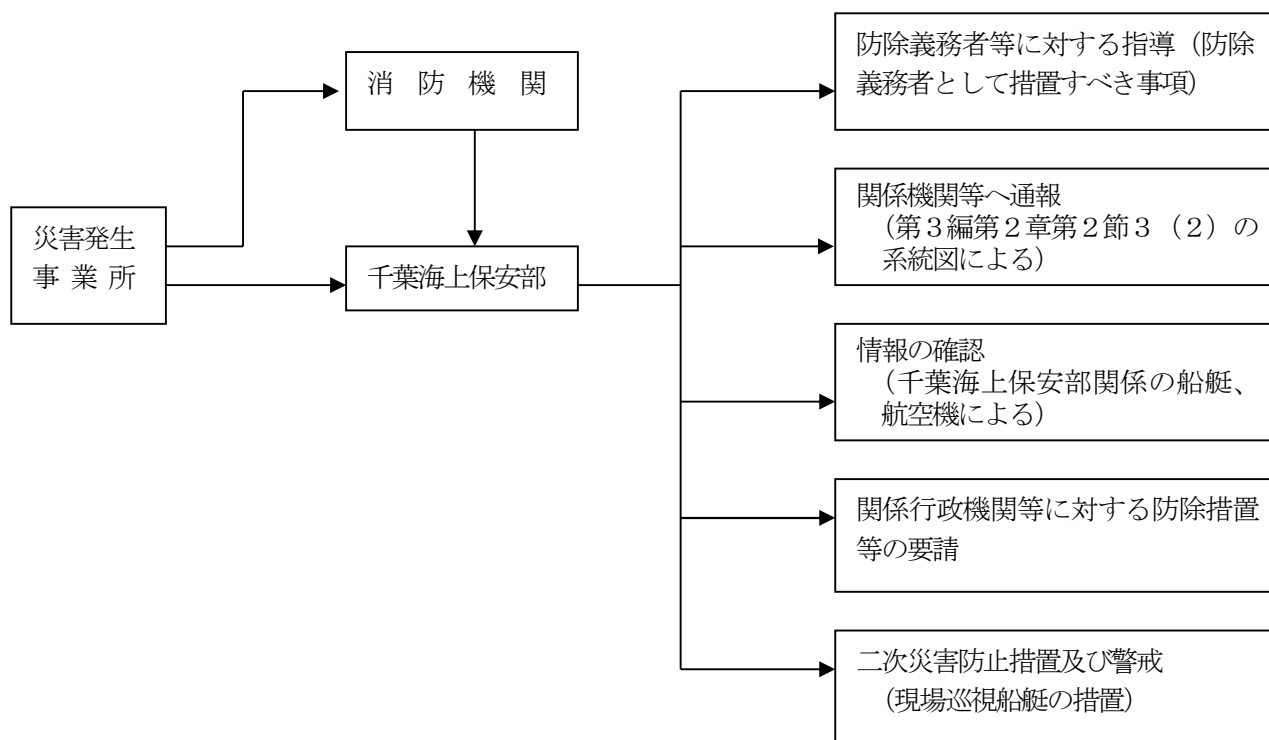 消防機関
災害発生
事業所
千葉海上保安部
防除義務者等に対する指導（防除
義務者として措置すべき事項）
関係機関等へ通報
（第３編第２章第２節３（２）の
系統図による）
情報の確認
（千葉海上保安部関係の船艇、
航空機による）
関係行政機関等に対する防除措置
等の要請
二次災害防止措置及び警戒
（現場巡視船艇の措置）